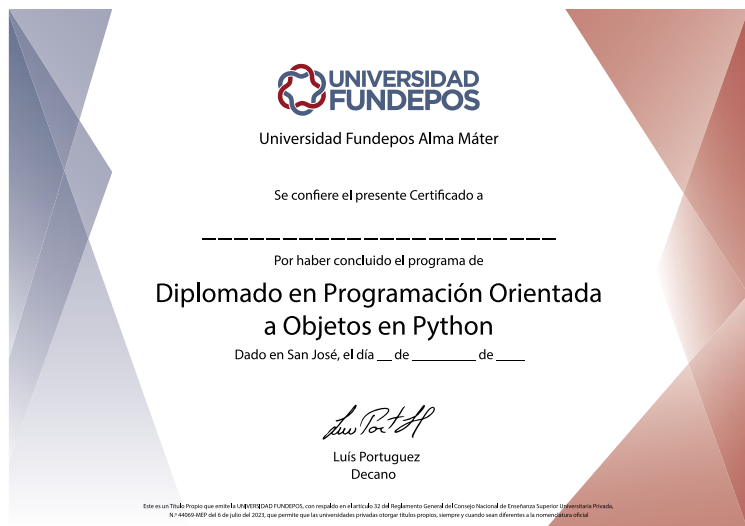 UNIVERSIDAD
FUNDEPOS
Universidad Fundepos Alma Máter
Se confiere el presente Certificado a
_ _ _ _ _ _ _ _ _ _ _ _ _ _ _ _ _ _ _ _ _ _
Por haber concluido el programa de
Diplomado en Programación Orientada
a Objetos en Python
Dado en San José, el día __ de ________ de ____
Luis Port H
Luís Portuguez
Decano
Este es un Título Propio que emite la UNIVERSIDAD FUNDEPOS, con respaldo en el artículo 32 del Reglamento General del Consejo Nacional de Enseñanza Superior Universitaria Privada,
N.º 44069-MEP del 6 de julio del 2023, que permite que las universidades privadas otorgar títulos propios, siempre y cuando sean diferentes a la nomenclatura oficial